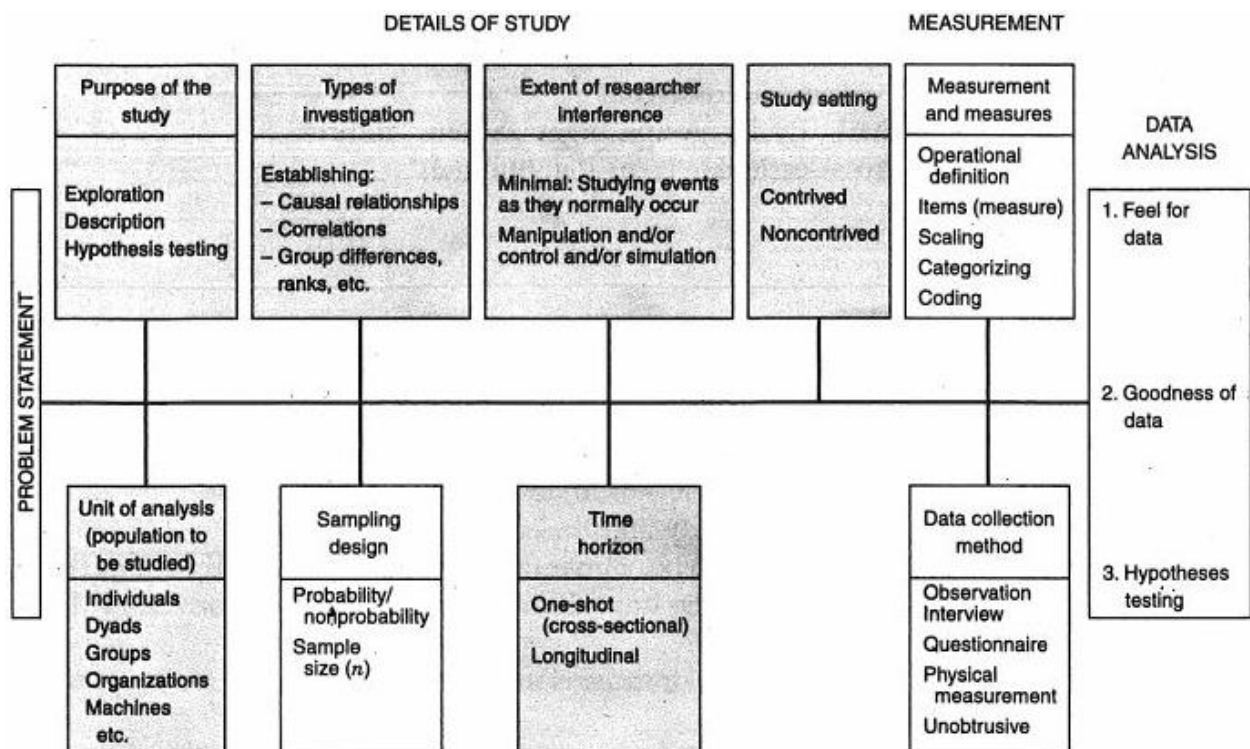 DETAILS OF STUDY
MEASUREMENT
Purpose of the
study
Exploration
Description
Hypothesis testing
Types of
investigation
Establishing:
– Causal relationships
– Correlations
– Group differences,
ranks, etc.
Extent of researcher
interference
Minimal: Studying events
as they normally occur
Manipulation and/or
control and/or simulation
Study setting
Contrived
Noncontrived
Measurement
and measures
Operational
definition
Items (measure)
Scaling
Categorizing
Coding
DATA
ANALYSIS
1. Feel for
data
2. Goodness of
data
3. Hypotheses
testing
PROBLEM STATEMENT
Unit of analysis
(population to
be studied)
Individuals
Dyads
Groups
Organizations
Machines
etc.
Sampling
design
Probability/
nonprobability
Sample
size (n)
Time
horizon
One-shot
(cross-sectional)
Longitudinal
Data collection
method
Observation
Interview
Questionnaire
Physical
measurement
Unobtrusive